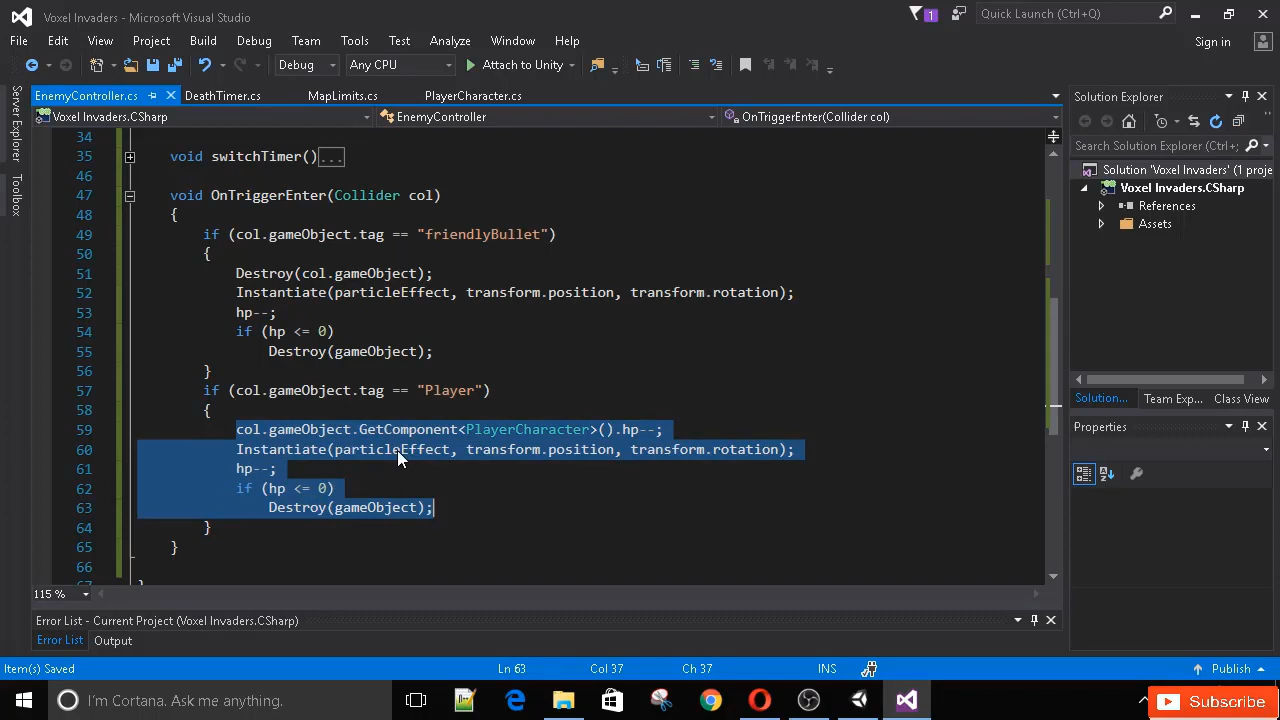 Voxel Invaders - Microsoft Visual Studio
1
Quick Launch (Ctrl+Q)
File Edit View Project Build Debug Team Tools Test Analyze Window Help
Sign in
Debug Any CPU Attach to Unity
EnemyController.cs DeathTimer.cs MapLimits.cs PlayerCharacter.cs
Voxel Invaders.CSharp EnemyController OnTriggerEnter(Collider col)
Server Explorer
Toolbox
34
35 void switchTimer()...
46
47 void OnTriggerEnter(Collider col)
48 {
49 if (col.gameObject.tag == "friendlyBullet")
50 {
51 Destroy(col.gameObject);
52 Instantiate(particleEffect, transform.position, transform.rotation);
53 hp--;
54 if (hp <= 0)
55 Destroy(gameObject);
56 }
57 if (col.gameObject.tag == "Player")
58 {
59 col.gameObject.GetComponent<PlayerCharacter>().hp--;
60 Instantiate(particleEffect, transform.position, transform.rotation);
61 hp--;
62 if (hp <= 0)
63 Destroy(gameObject);
64 }
65 }
66
67 }
115 %
Solution Explorer
Search Solution Explorer (Ctrl+;
Solution 'Voxel Invaders' (1 proje
Voxel Invaders.CSharp
References
Assets
Solution... Team Exp... Class View
Properties
Error List - Current Project (Voxel Invaders.CSharp)
Error List Output
Item(s) Saved Ln 63 Col 37 Ch 37 INS Publish
I'm Cortana. Ask me anything.
Subscribe